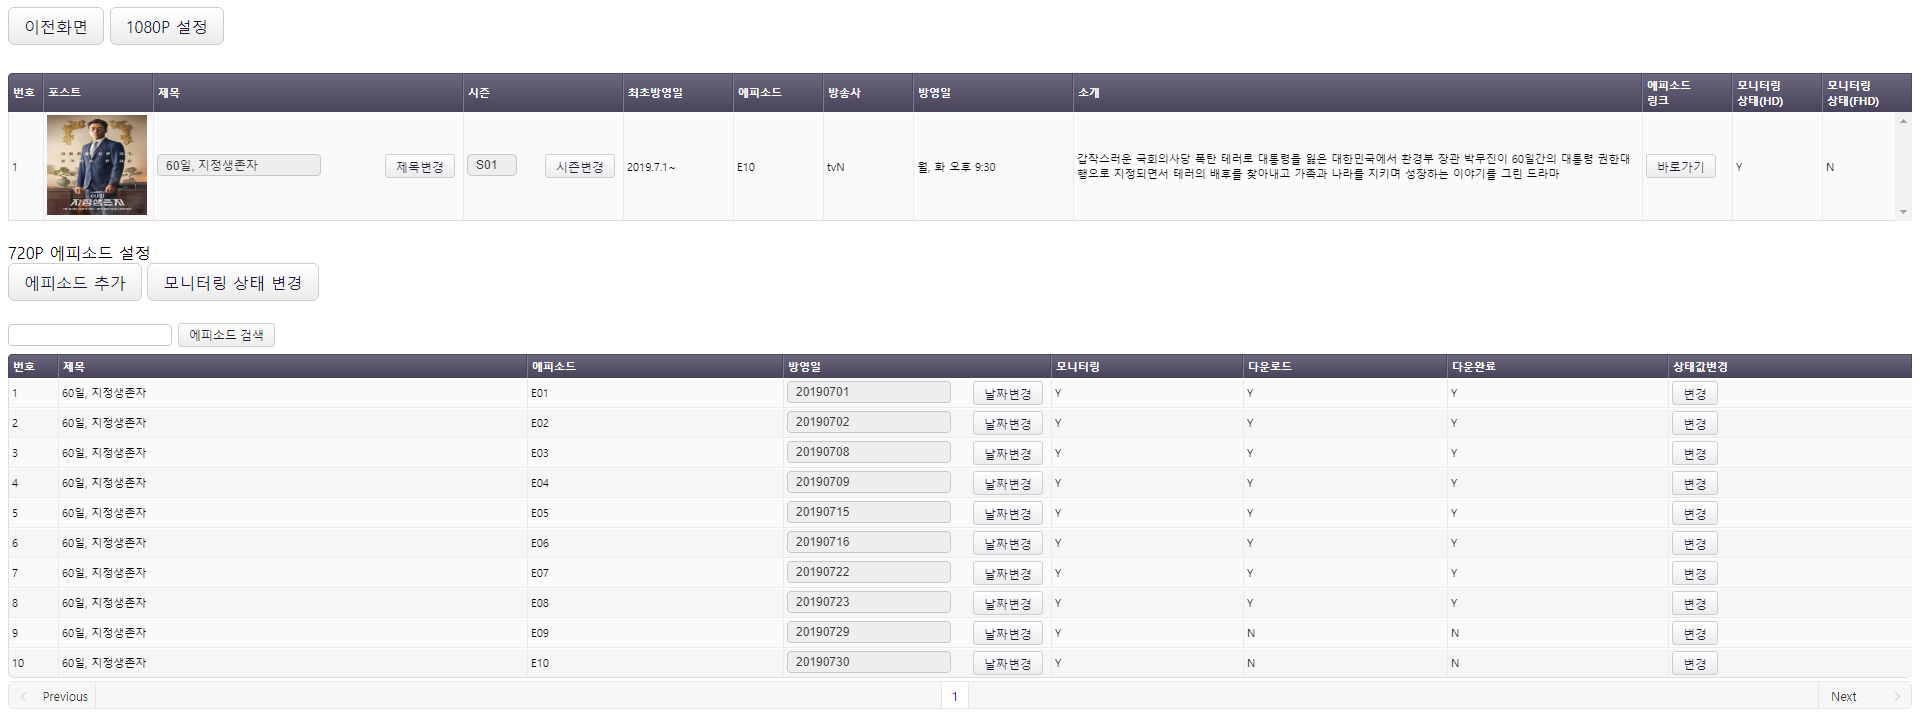 이전화면 1080P 설정
번호 포스트 제목 시즌 최초방영일 에피소드 방송사 방영일 소개 에피소드 링크 모니터링 상태(HD) 모니터링 상태(FHD)
1 60일, 지정생존자 제목변경 S01 시즌변경 2019.7.1~ E10 tvN 월, 화 오후 9:30 갑작스러운 국회의사당 폭탄 테러로 대통령을 잃은 대한민국에서 환경부 장관 박무진이 60일간의 대통령 권한대
행으로 지정되면서 테러의 배후를 찾아내고 가족과 나라를 지키며 성장하는 이야기를 그린 드라마 바로가기 Y N
지정생존자
720P 에피소드 설정
에피소드 추가 모니터링 상태 변경
에피소드 검색
번호 제목 에피소드 방영일 모니터링 다운로드 다운완료 상태값변경
1 60일, 지정생존자 E01 20190701 날짜변경 Y Y Y 변경
2 60일, 지정생존자 E02 20190702 날짜변경 Y Y Y 변경
3 60일, 지정생존자 E03 20190708 날짜변경 Y Y Y 변경
4 60일, 지정생존자 E04 20190709 날짜변경 Y Y Y 변경
5 60일, 지정생존자 E05 20190715 날짜변경 Y Y Y 변경
6 60일, 지정생존자 E06 20190716 날짜변경 Y Y Y 변경
7 60일, 지정생존자 E07 20190722 날짜변경 Y Y Y 변경
8 60일, 지정생존자 E08 20190723 날짜변경 Y Y Y 변경
9 60일, 지정생존자 E09 20190729 날짜변경 Y N N 변경
10 60일, 지정생존자 E10 20190730 날짜변경 Y N N 변경
Previous 1 Next